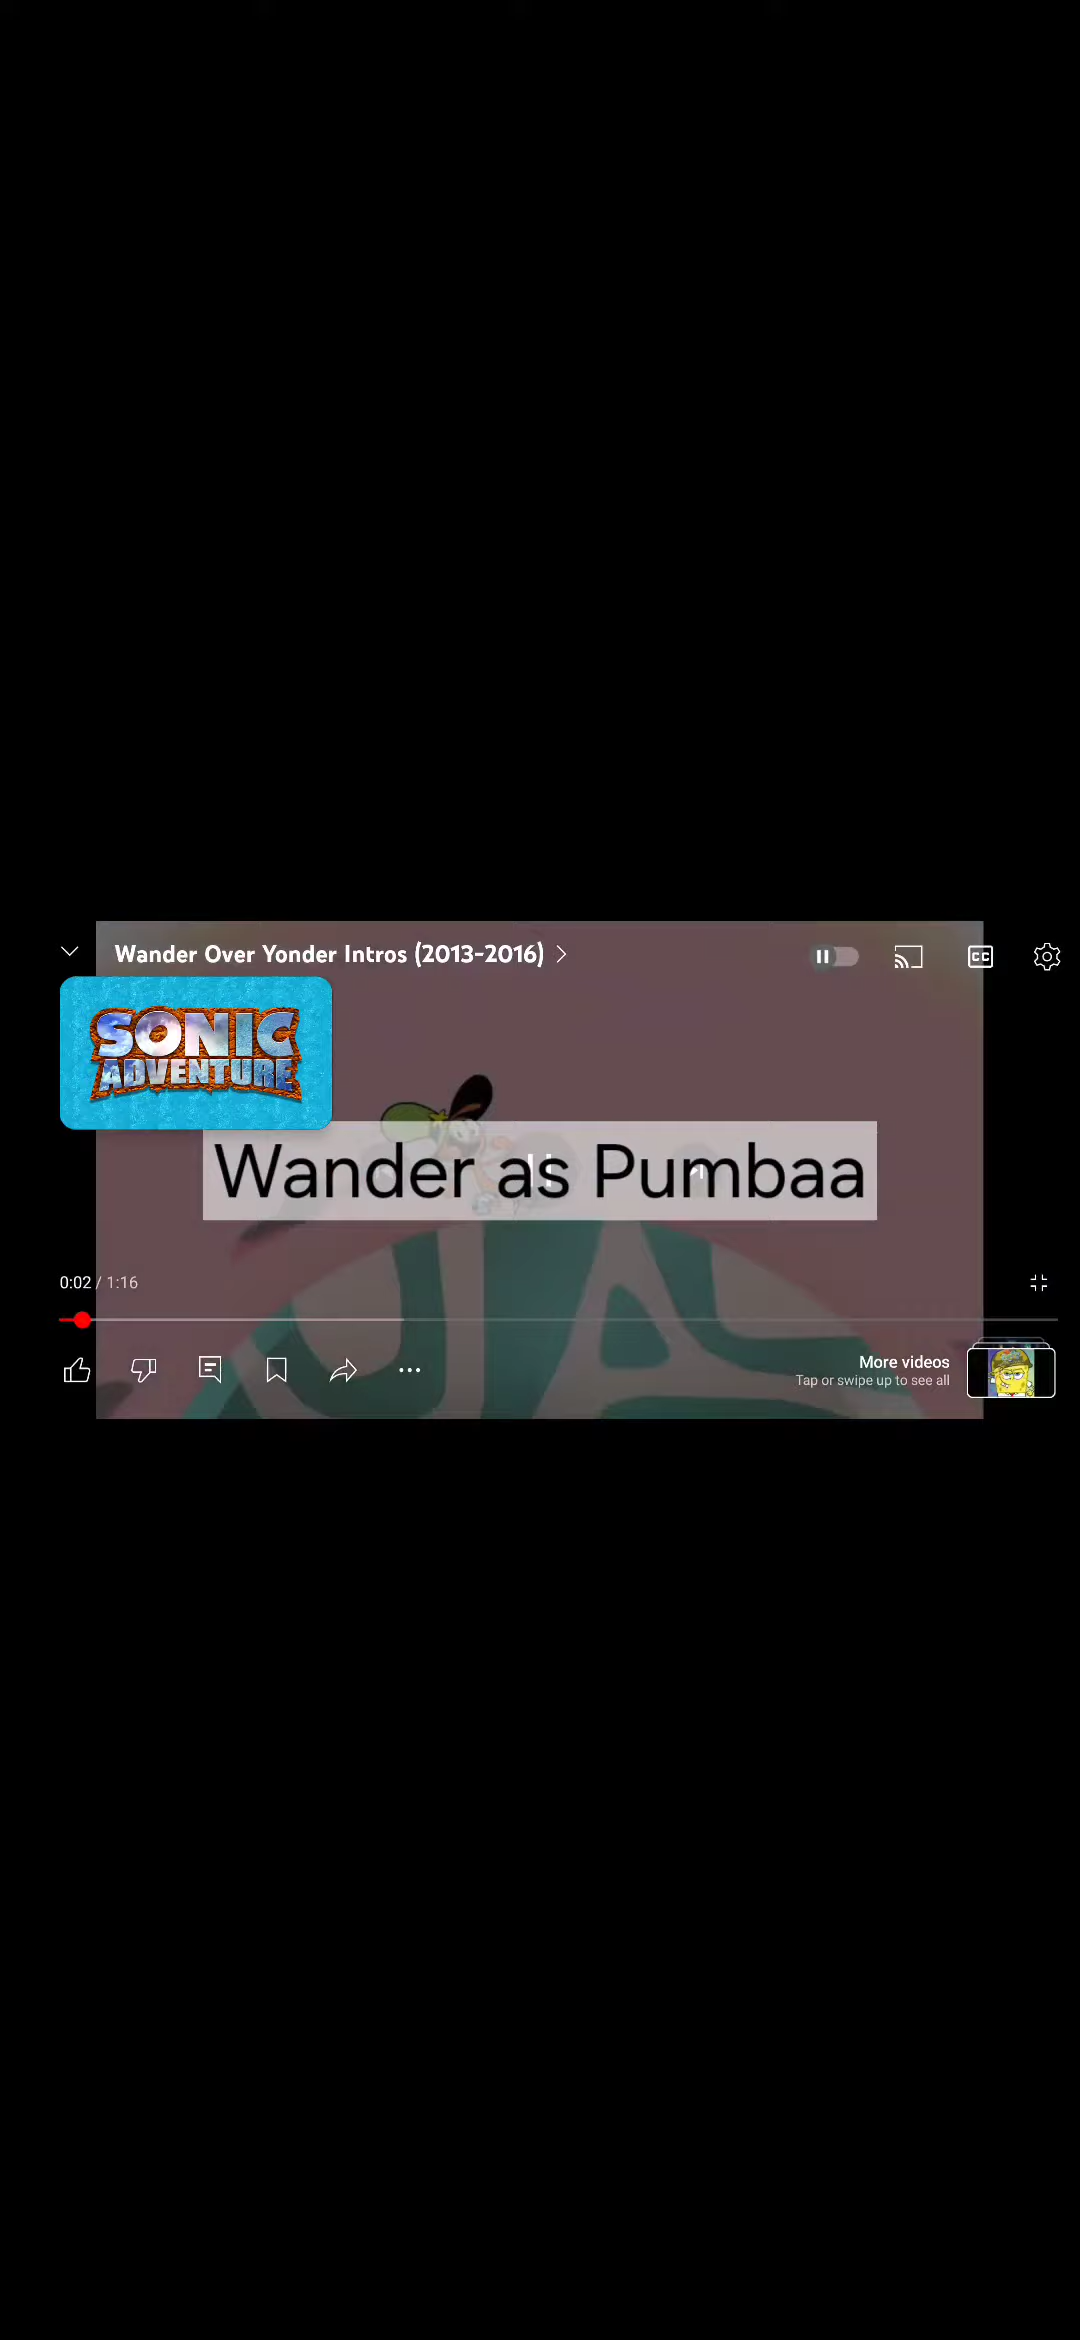 Wander Over Yonder Intros (2013-2016)
CC
SONIC
ADVENTURE
Wander as Pumbaa
0:02 / 1:16
More videos
Tap or swipe up to see all